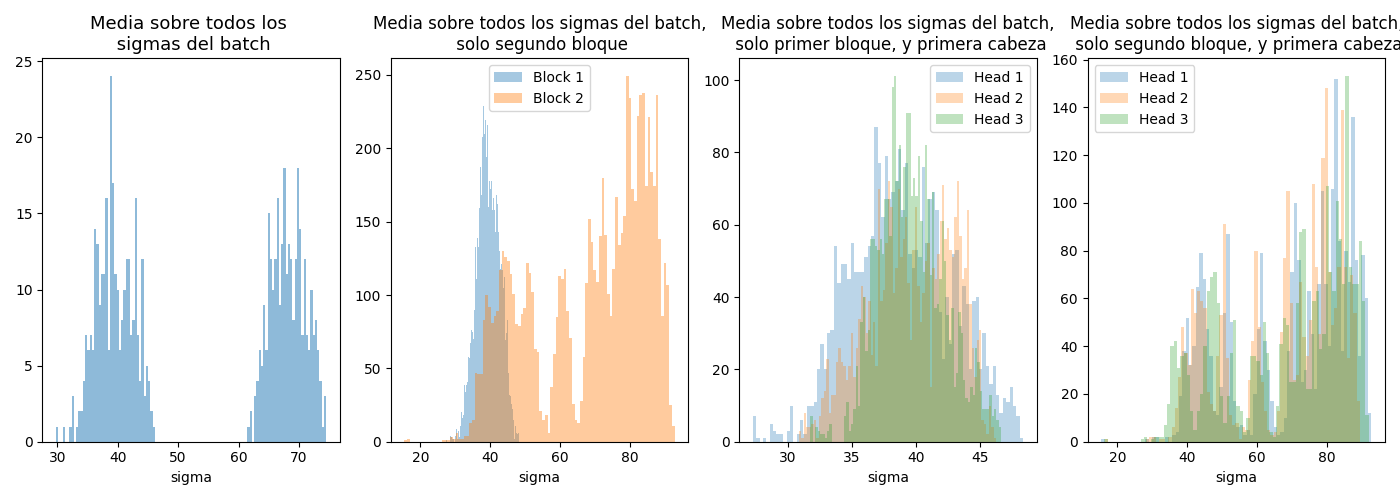 Media sobre todos los
sigmas del batch
25
20
15
10
5
0
30 40 50 60 70
sigma
Media sobre todos los sigmas del batch,
solo segundo bloque
Block 1
Block 2
250
200
150
100
50
0
20 40 60 80
sigma
Media sobre todos los sigmas del batch,
solo primer bloque, y primera cabeza
Head 1
Head 2
Head 3
100
80
60
40
20
0
30 35 40 45
sigma
Media sobre todos los sigmas del batch,
solo segundo bloque, y primera cabeza
Head 1
Head 2
Head 3
160
140
120
100
80
60
40
20
0
20 40 60 80
sigma